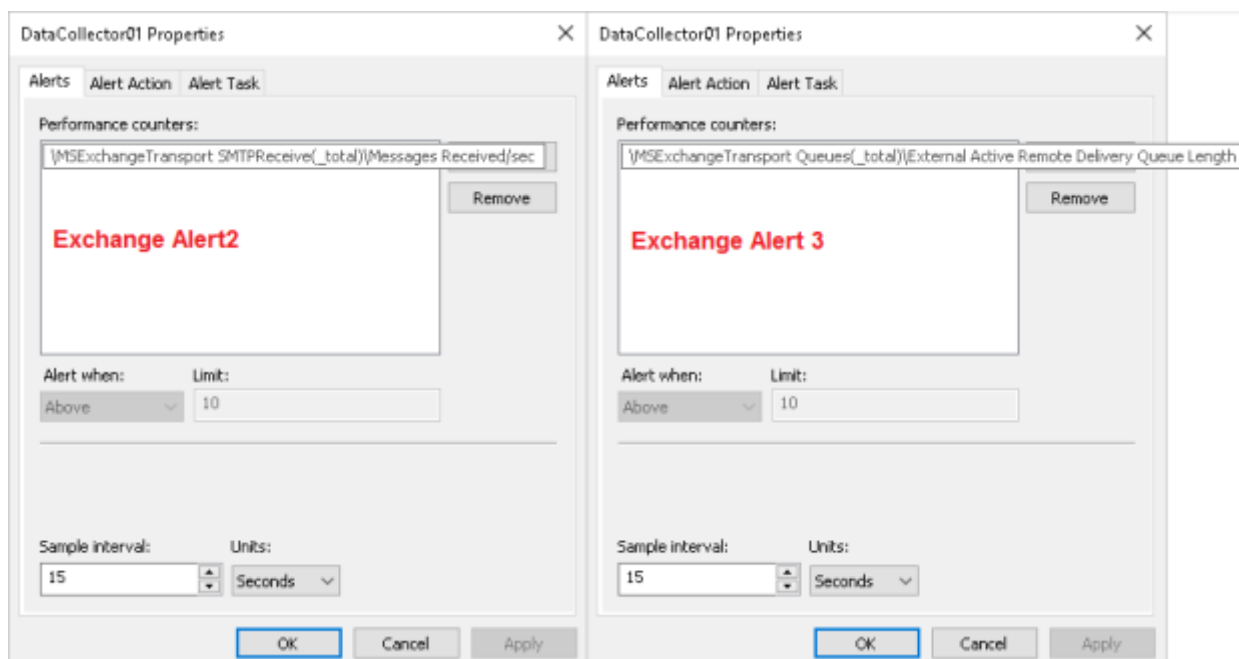 DataCollector01 Properties
Alerts Alert Action Alert Task
Performance counters:
\MSExchangeTransport SMTPReceive(_total)\Messages Received/sec
Remove
Exchange Alert2
Alert when: Limit:
Above 10
Sample interval: Units:
15 Seconds
OK Cancel Apply
DataCollector01 Properties
Alerts Alert Action Alert Task
Performance counters:
\MSExchangeTransport Queues(_total)\External Active Remote Delivery Queue Length
Remove
Exchange Alert 3
Alert when: Limit:
Above 10
Sample interval: Units:
15 Seconds
OK Cancel Apply